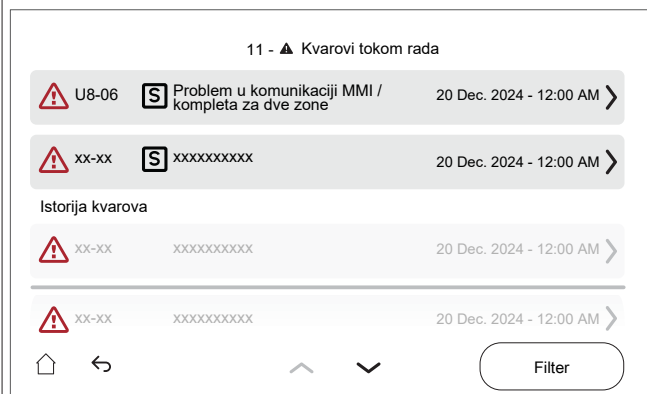 11 - Kvarovi tokom rada
U8-06 S Problem u komunikaciji MMI /
kompleta za dve zone 20 Dec. 2024 - 12:00 AM
xx-xx S xxxxxxxxxx 20 Dec. 2024 - 12:00 AM
Istorija kvarova
xx-xx xxxxxxxxxx 20 Dec. 2024 - 12:00 AM
xx-xx xxxxxxxxxx 20 Dec. 2024 - 12:00 AM
Filter